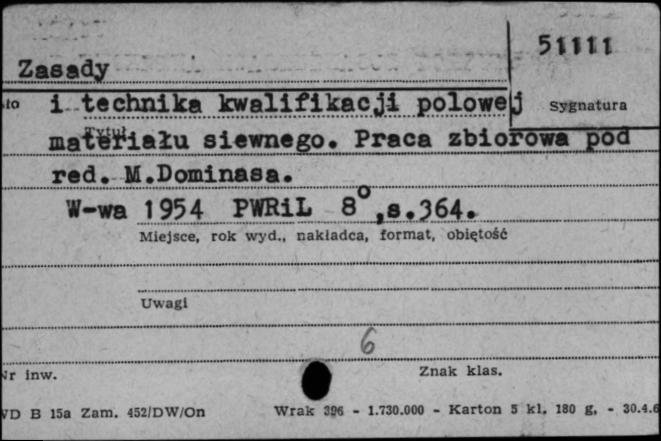 51111
Zasady
ło i technika kwalifikacji polowej Sygnatura
Tytuł
materiału siewnego. Praca zbiorowa pod
red. M.Dominasa.
W-wa 1954 PWRiL 8°,s.364.
Miejsce, rok wyd., nakładca, format, objętość
Uwagi
6
Nr inw. Znak klas.
WD B 15a Zam. 452/DW/On Wrak 396 - 1.730.000 - Karton 5 kl. 180 g. - 30.4.6